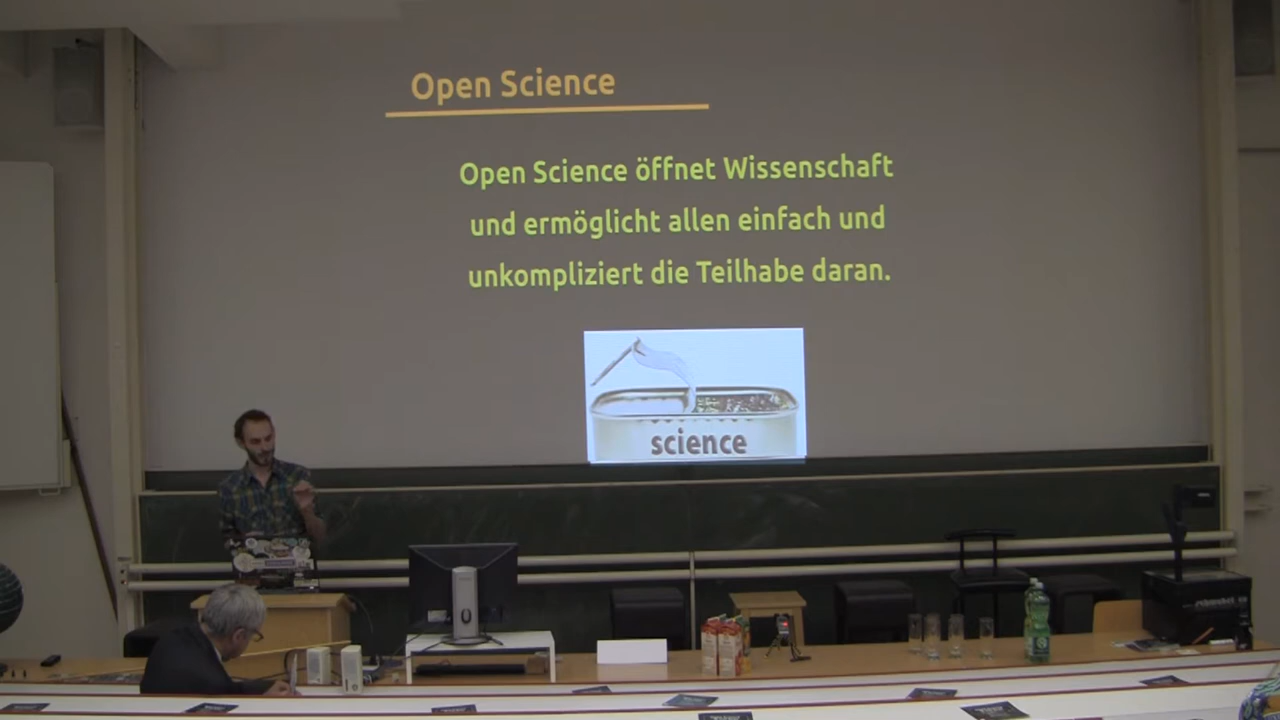 Open Science
Open Science öffnet Wissenschaft
und ermöglicht allen einfach und
unkompliziert die Teilhabe daran.
science